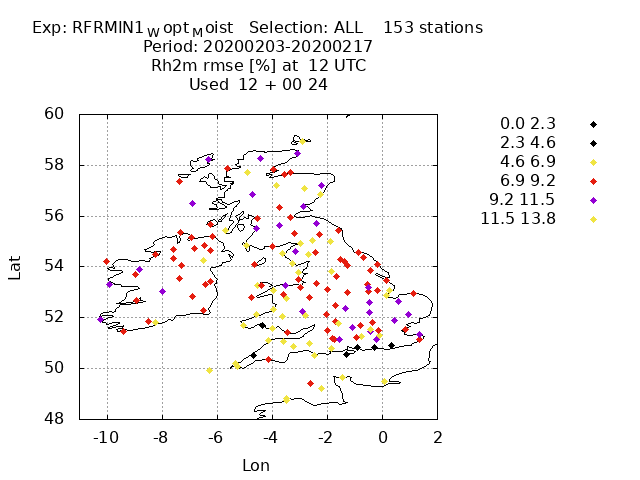 Exp: RFRMIN1WoptMoist Selection: ALL 153 stations
Period: 20200203-20200217
Rh2m rmse [%] at 12 UTC
Used 12 + 00 24
60
58
56
54
52
50
48
-10 -8 -6 -4 -2 0 2
Lat
Lon
0.0 2.3
2.3 4.6
4.6 6.9
6.9 9.2
9.2 11.5
11.5 13.8